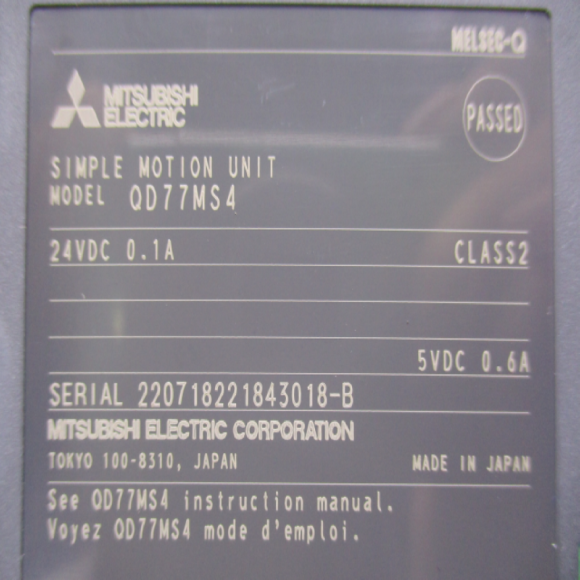 MELSEC-Q
MITSUBISHI
ELECTRIC
PASSED
SIMPLE MOTION UNIT
MODEL QD77MS4
24VDC 0.1A CLASS2
5VDC 0.6A
SERIAL 220718221843018-B
MITSUBISHI ELECTRIC CORPORATION
TOKYO 100-8310, JAPAN MADE IN JAPAN
See QD77MS4 instruction manual.
Voyez QD77MS4 mode d'emploi.